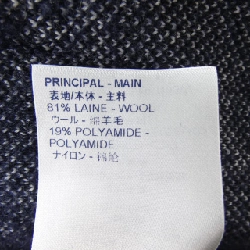 PRINCIPAL - MAIN
表地/本体 - 主料
81% LAINE - WOOL
ウール - 绵羊毛
19% POLYAMIDE -
POLYAMIDE
ナイロン - 锦纶